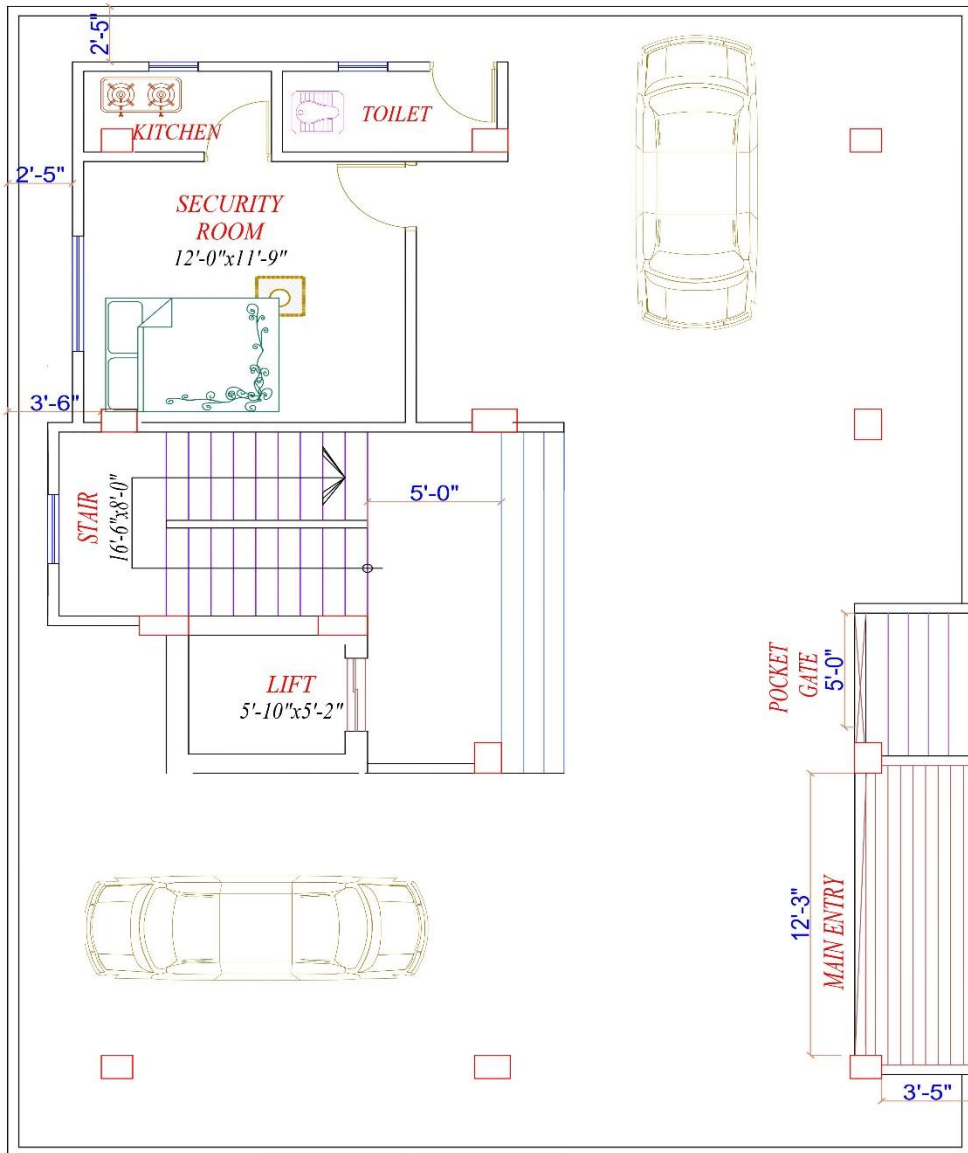 2'-5"
KITCHEN
TOILET
2'-5"
SECURITY
ROOM
12'-0"x11'-9"
3'-6"
STAIR
16'-6"x8'-0"
5'-0"
LIFT
5'-10"x5'-2"
POCKET
GATE
5'-0"
12'-3"
MAIN ENTRY
3'-5"